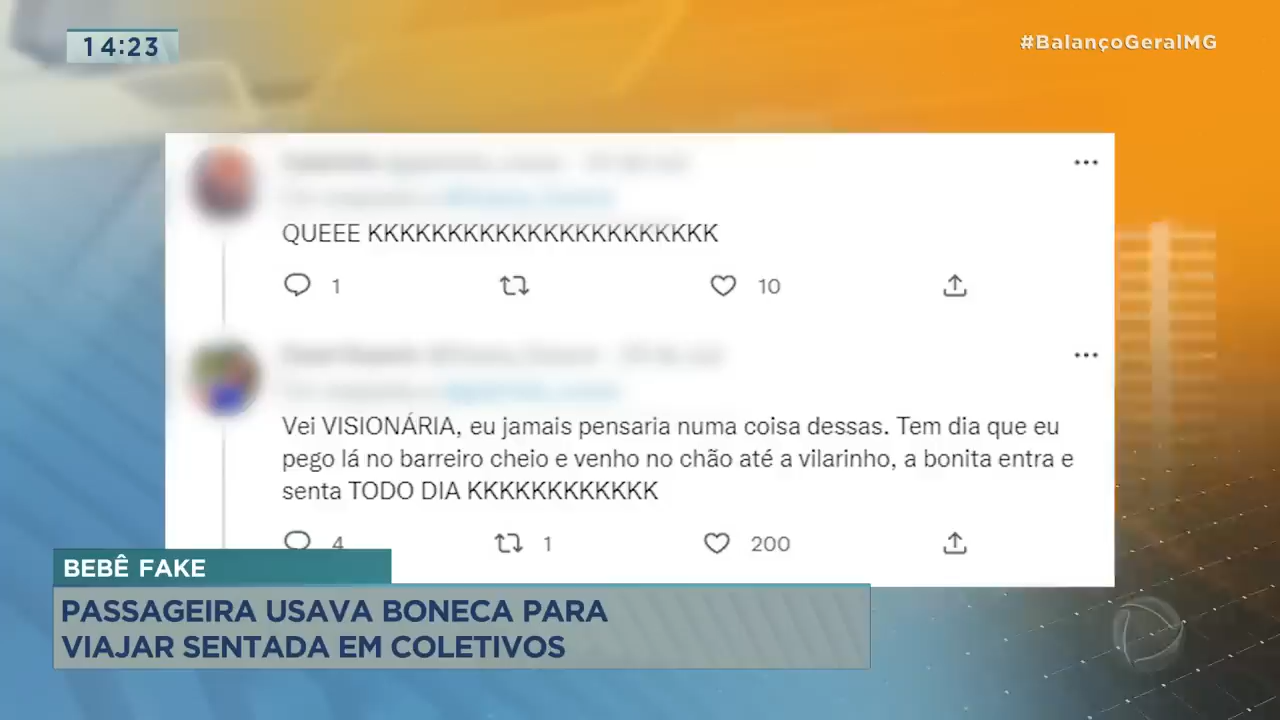 14:23
#BalançoGeralMG
QUEEE KKKKKKKKKKKKKKKKKKKKKK
1
10
Vei VISIONÁRIA, eu jamais pensaria numa coisa dessas. Tem dia que eu
pego lá no barreiro cheio e venho no chão até a vilarinho, a bonita entra e
senta TODO DIA KKKKKKKKKKKK
4
1
200
BEBÊ FAKE
PASSAGEIRA USAVA BONECA PARA
VIAJAR SENTADA EM COLETIVOS